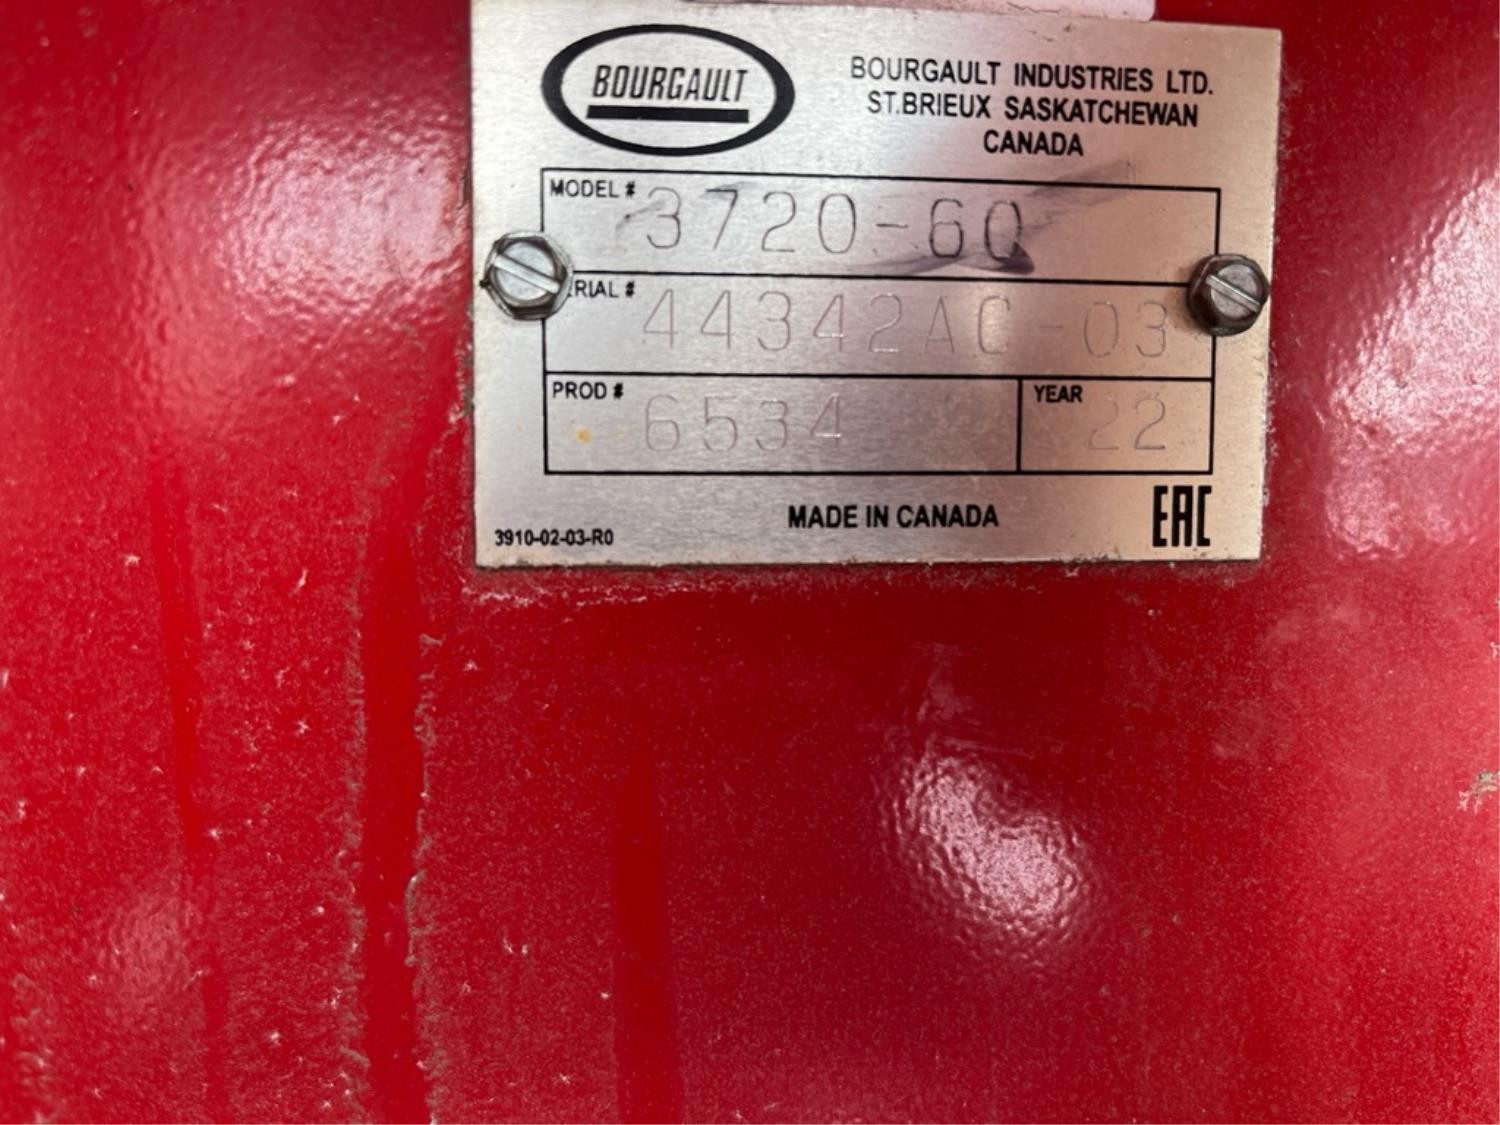 BOURGAULT
BOURGAULT INDUSTRIES LTD.
ST.BRIEUX SASKATCHEWAN
CANADA
MODEL # 3720-60
ERIAL # 44342AC-03
PROD # 6534
YEAR 22
MADE IN CANADA
EAC
3910-02-03-R0